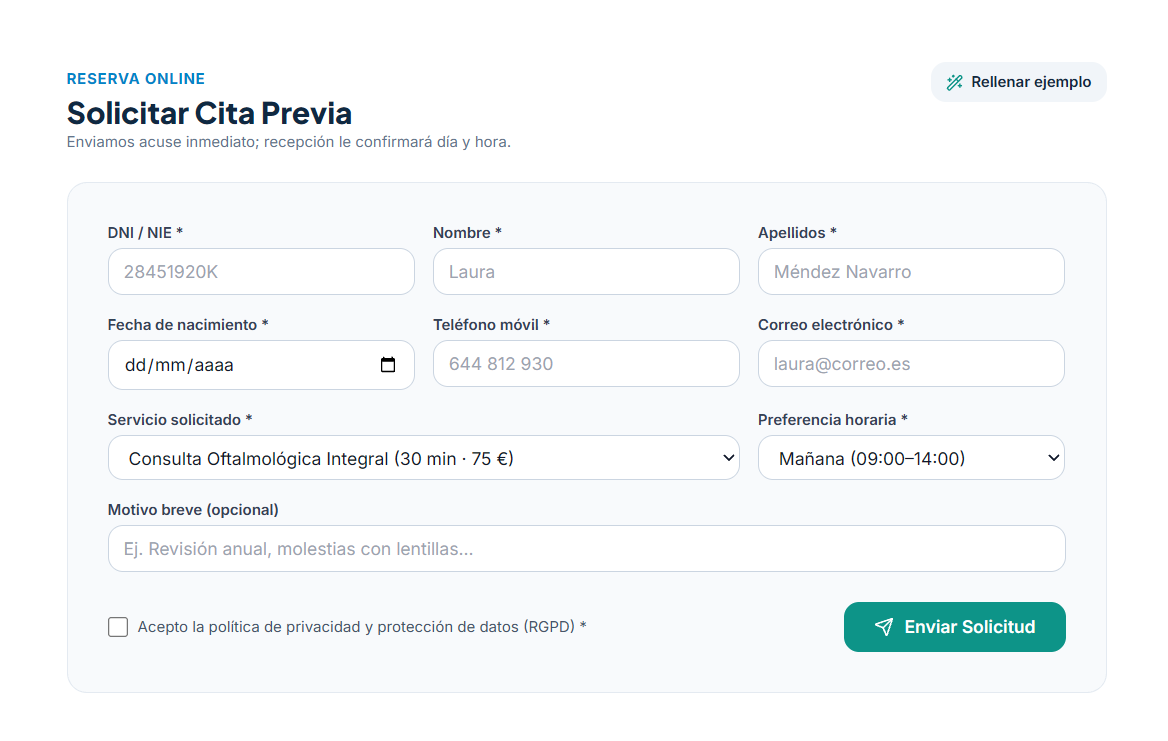 RESERVA ONLINE
Solicitar Cita Previa
Enviamos acuse inmediato; recepción le confirmará día y hora.
Rellenar ejemplo
DNI / NIE *
Nombre *
Apellidos *
28451920K
Laura
Méndez Navarro
Fecha de nacimiento *
Teléfono móvil *
Correo electrónico *
dd/mm/aaaa
644 812 930
laura@correo.es
Servicio solicitado *
Preferencia horaria *
Consulta Oftalmológica Integral (30 min · 75 €)
Mañana (09:00–14:00)
Motivo breve (opcional)
Ej. Revisión anual, molestias con lentillas...
Acepto la política de privacidad y protección de datos (RGPD) *
Enviar Solicitud